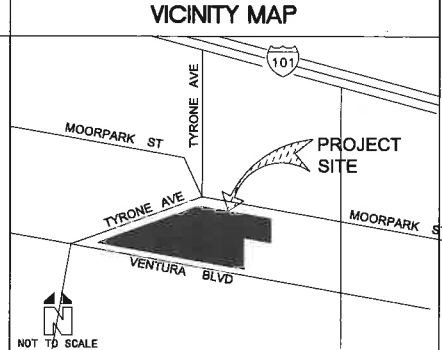 VICINITY MAP
101
TYRONE AVE
MOORPARK ST
PROJECT
SITE
TYRONE AVE
MOORPARK S
VENTURA BLVD
N
NOT TO SCALE